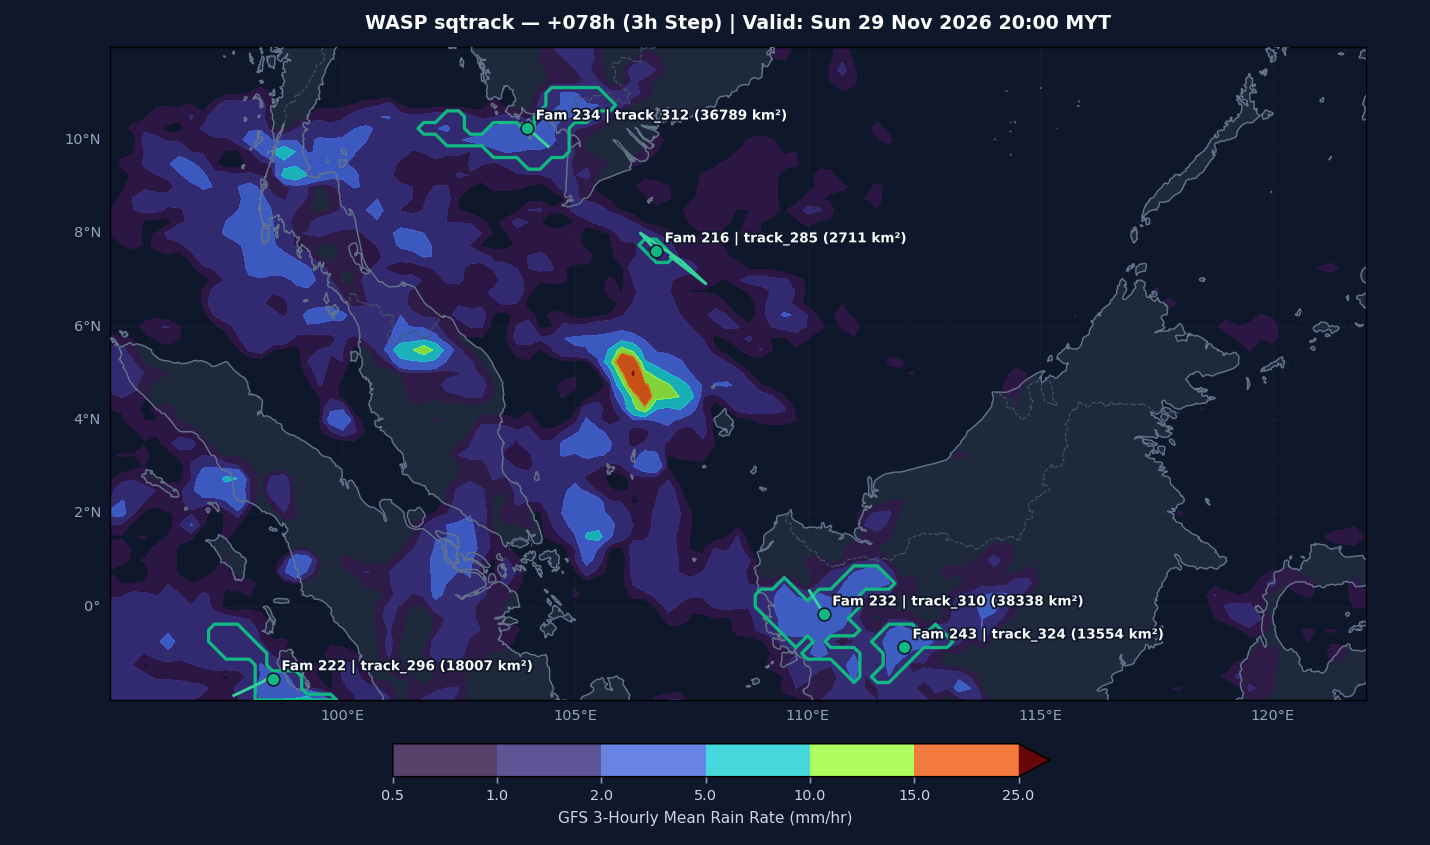 WASP sqtrack — +078h (3h Step) | Valid: Sun 29 Nov 2026 20:00 MYT
Fam 234 | track_312 (36789 km²)
10°N
8°N
Fam 216 | track_285 (2711 km²)
6°N
4°N
2°N
0°
Fam 232 | track_310 (38338 km²)
Fam 243 | track_324 (13554 km²)
Fam 222 | track_296 (18007 km²)
100°E 105°E 110°E 115°E 120°E
0.5 1.0 2.0 5.0 10.0 15.0 25.0
GFS 3-Hourly Mean Rain Rate (mm/hr)